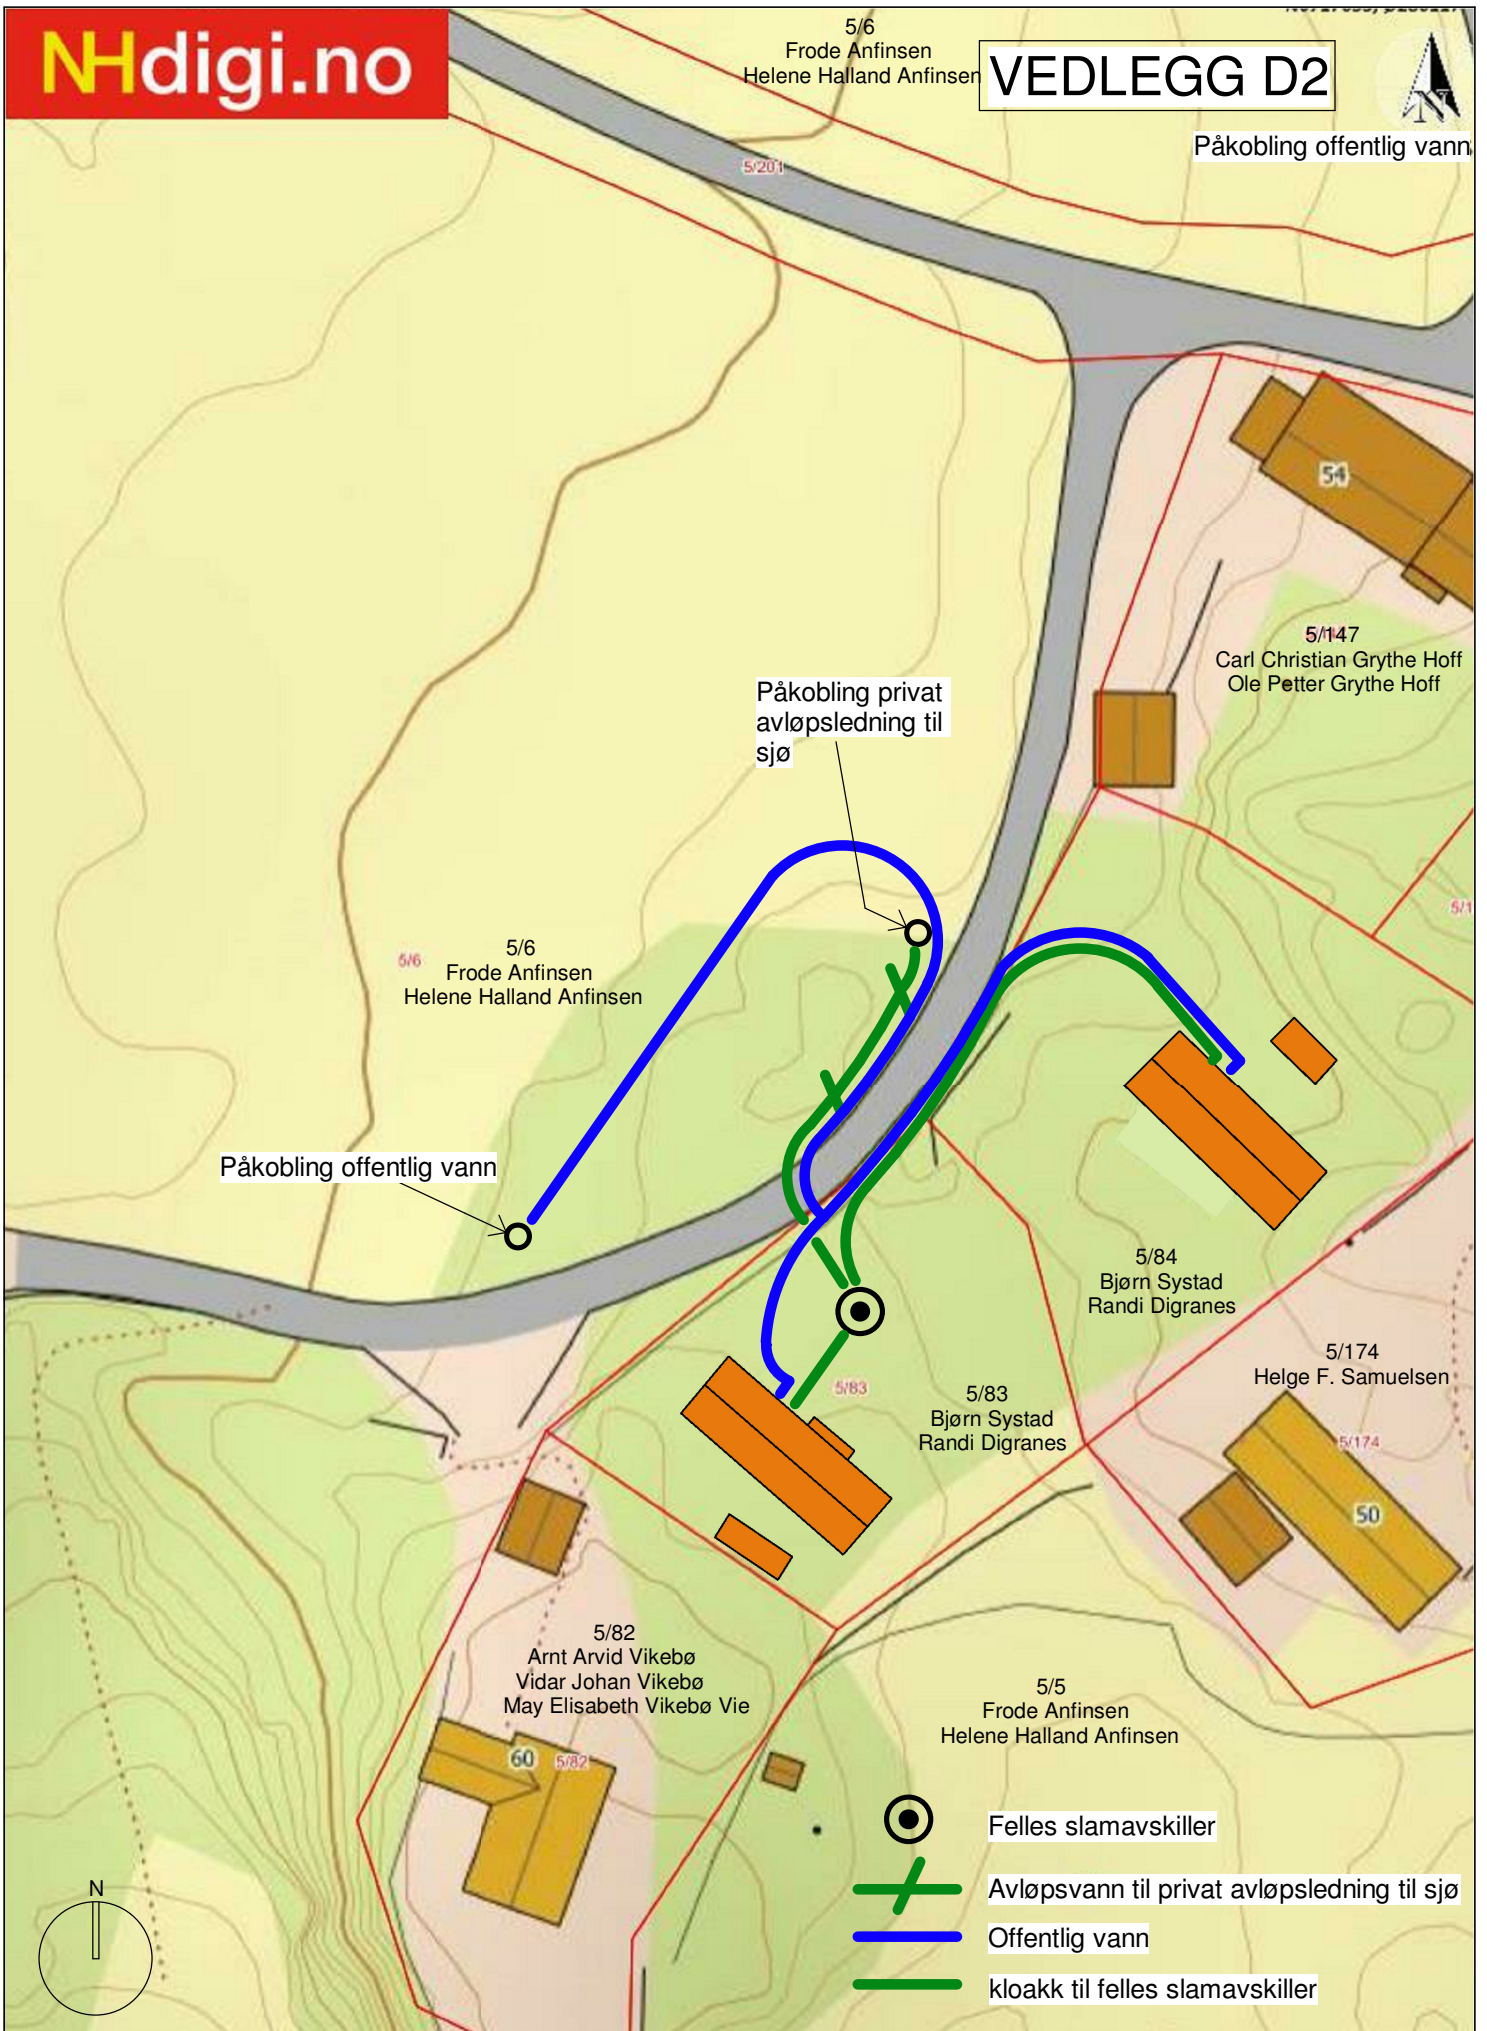 NHdigi.no
5/6
Frode Anfinsen
Helene Halland Anfinsen
VEDLEGG D2
N
Påkobling offentlig vann
5/201
54
5/147
Carl Christian Grythe Hoff
Ole Petter Grythe Hoff
Påkobling privat
avløpsledning til
sjø
5/1
5/6
5/6
Frode Anfinsen
Helene Halland Anfinsen
Påkobling offentlig vann
5/84
Bjørn Systad
Randi Digranes
5/174
Helge F. Samuelsen
5/83
5/83
Bjørn Systad
Randi Digranes
5/174
50
5/82
Arnt Arvid Vikebø
Vidar Johan Vikebø
May Elisabeth Vikebø Vie
5/5
Frode Anfinsen
Helene Halland Anfinsen
60
5/82
Felles slamavskiller
Avløpsvann til privat avløpsledning til sjø
Offentlig vann
kloakk til felles slamavskiller
N